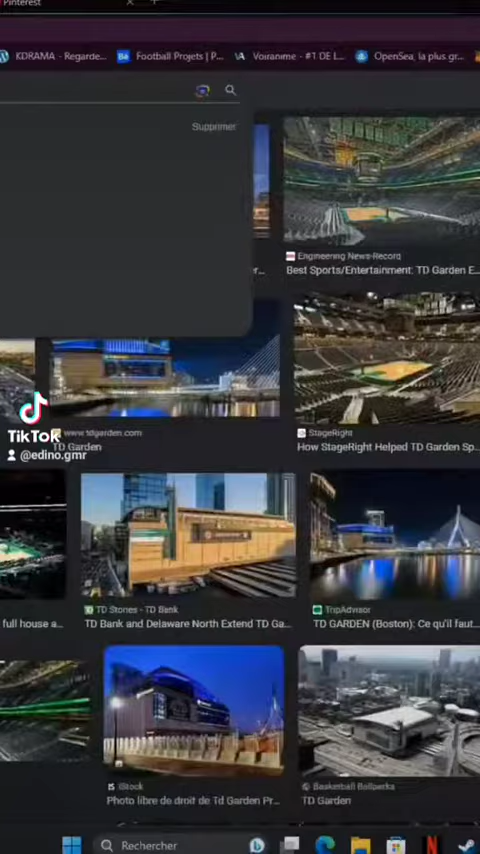 Pinterest
KDRAMA - Regarde...
Bē Football Projets | P...
VA Voiranime - #1 DE L...
OpenSea, la plus gr...
Supprimer
er...
Engineering News-Record
Best Sports/Entertainment: TD Garden E...
www.tdgarden.com
TD Garden
StageRight
How StageRight Helped TD Garden Sp...
TikTok
@edino.gmr
full house a...
TD Stories - TD Bank
TD Bank and Delaware North Extend TD Ga...
TripAdvisor
TD GARDEN (Boston): Ce qu'il faut...
iStock
Photo libre de droit de Td Garden Pr...
Basketball Ballparks
TD Garden
Rechercher